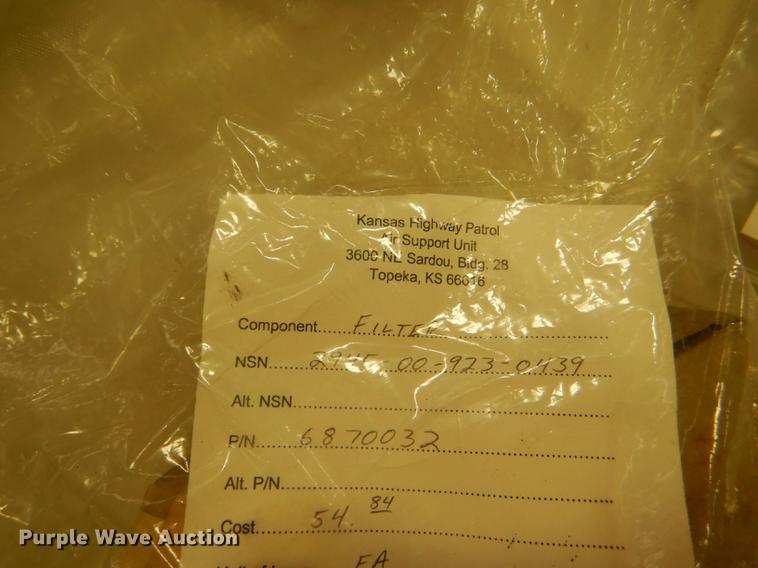 Kansas Highway Patrol
Air Support Unit
3600 NE Sardou, Bldg. 28
Topeka, KS 66616
Component FILTER
NSN 2945-00-923-0439
Alt. NSN
P/N 6870032
Alt. P/N
Cost 54.84
EA
Purple Wave Auction